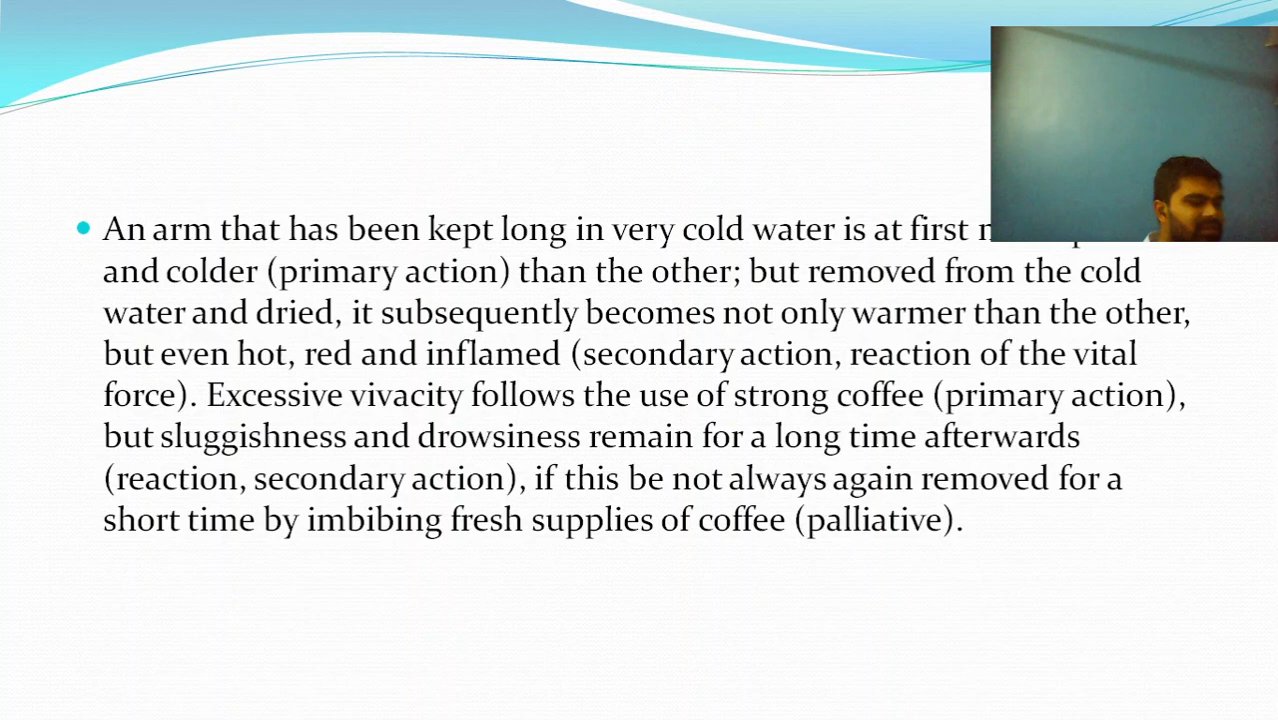 An arm that has been kept long in very cold water is at first
and colder (primary action) than the other; but removed from the cold
water and dried, it subsequently becomes not only warmer than the other,
but even hot, red and inflamed (secondary action, reaction of the vital
force). Excessive vivacity follows the use of strong coffee (primary action),
but sluggishness and drowsiness remain for a long time afterwards
(reaction, secondary action), if this be not always again removed for a
short time by imbibing fresh supplies of coffee (palliative).